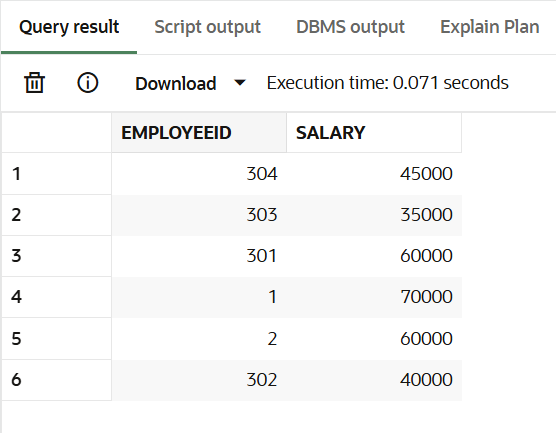 Query result Script output DBMS output Explain Plan
Download Execution time: 0.071 seconds
EMPLOYEEID SALARY
1 304 45000
2 303 35000
3 301 60000
4 1 70000
5 2 60000
6 302 40000